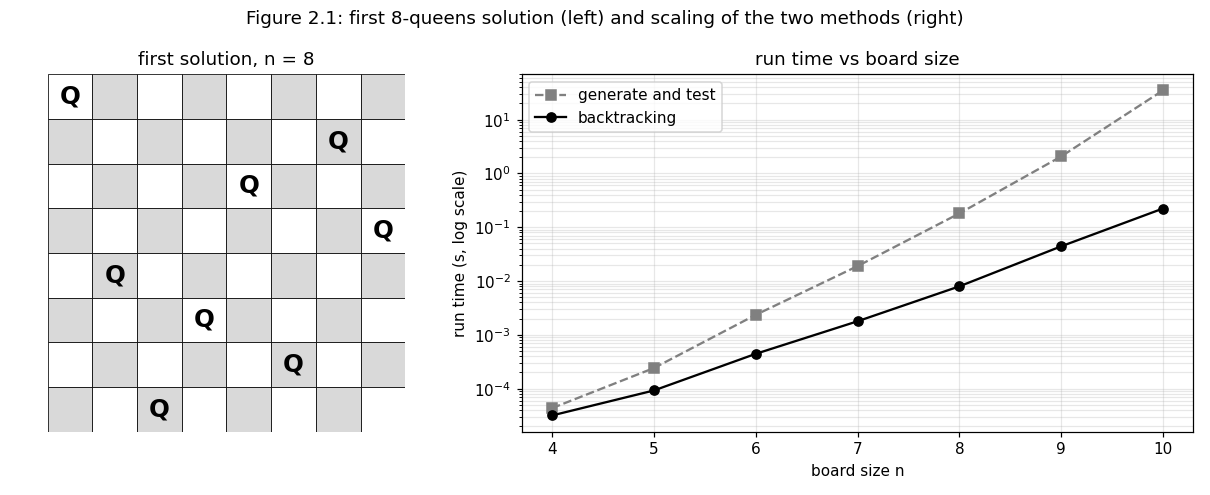 Figure 2.1: first 8-queens solution (left) and scaling of the two methods (right)
first solution, n = 8
Q
Q
Q
Q
Q
Q
Q
Q
run time vs board size
generate and test
backtracking
run time (s, log scale)
10¹
10⁰
10⁻¹
10⁻²
10⁻³
10⁻⁴
4 5 6 7 8 9 10
board size n